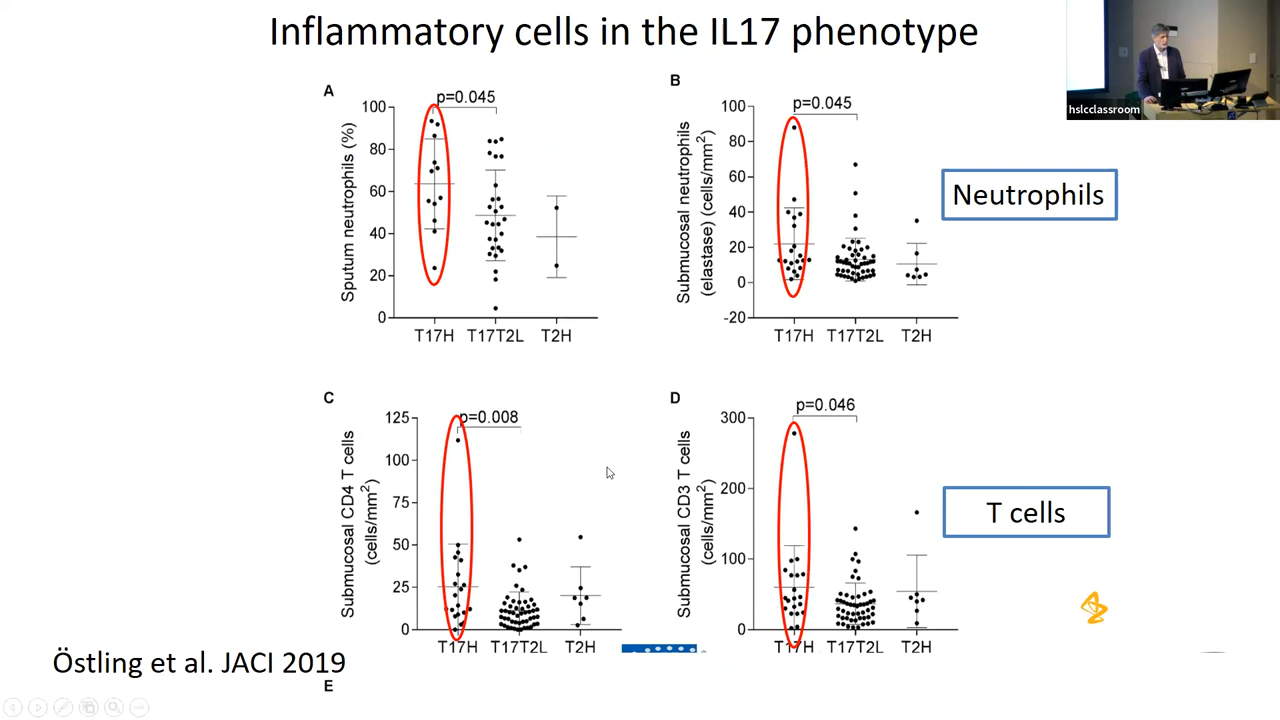 Inflammatory cells in the IL17 phenotype
hslcclassroom
A
p=0.045
Sputum neutrophils (%)
100
80
60
40
20
0
T17H
T17T2L
T2H
B
p=0.045
Submucosal neutrophils
(elastase) (cells/mm²)
100
80
60
40
20
0
-20
T17H
T17T2L
T2H
Neutrophils
C
p=0.008
Submucosal CD4 T cells
(cells/mm²)
125
100
75
50
25
0
T17H
T17T2L
T2H
D
p=0.046
Submucosal CD3 T cells
(cells/mm²)
300
200
100
0
T17H
T17T2L
T2H
T cells
Östling et al. JACI 2019
E